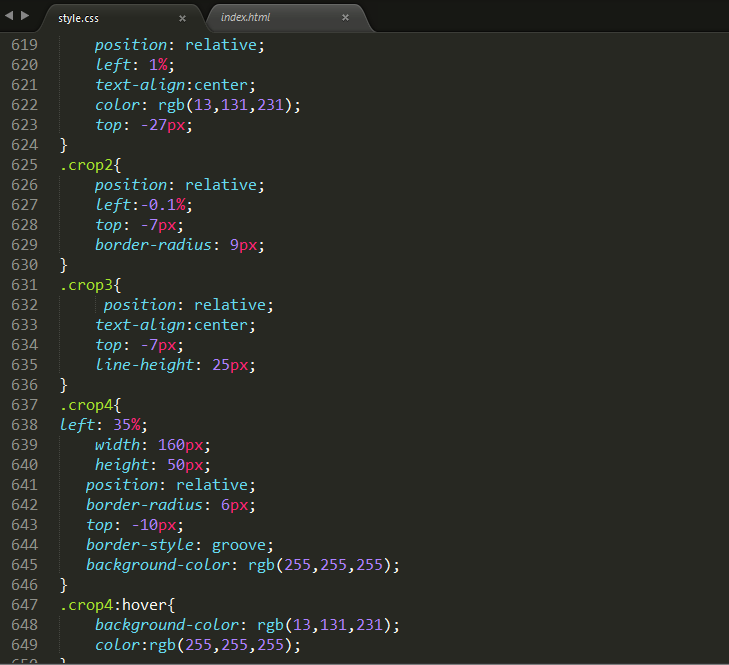 style.css × index.html ×
619     position: relative;
620     left: 1%;
621     text-align:center;
622     color: rgb(13,131,231);
623     top: -27px;
624 }
625 .crop2{
626     position: relative;
627     left:-0.1%;
628     top: -7px;
629     border-radius: 9px;
630 }
631 .crop3{
632      position: relative;
633     text-align:center;
634     top: -7px;
635     line-height: 25px;
636 }
637 .crop4{
638 left: 35%;
639     width: 160px;
640     height: 50px;
641    position: relative;
642    border-radius: 6px;
643    top: -10px;
644    border-style: groove;
645    background-color: rgb(255,255,255);
646 }
647 .crop4:hover{
648     background-color: rgb(13,131,231);
649     color:rgb(255,255,255);
650 }